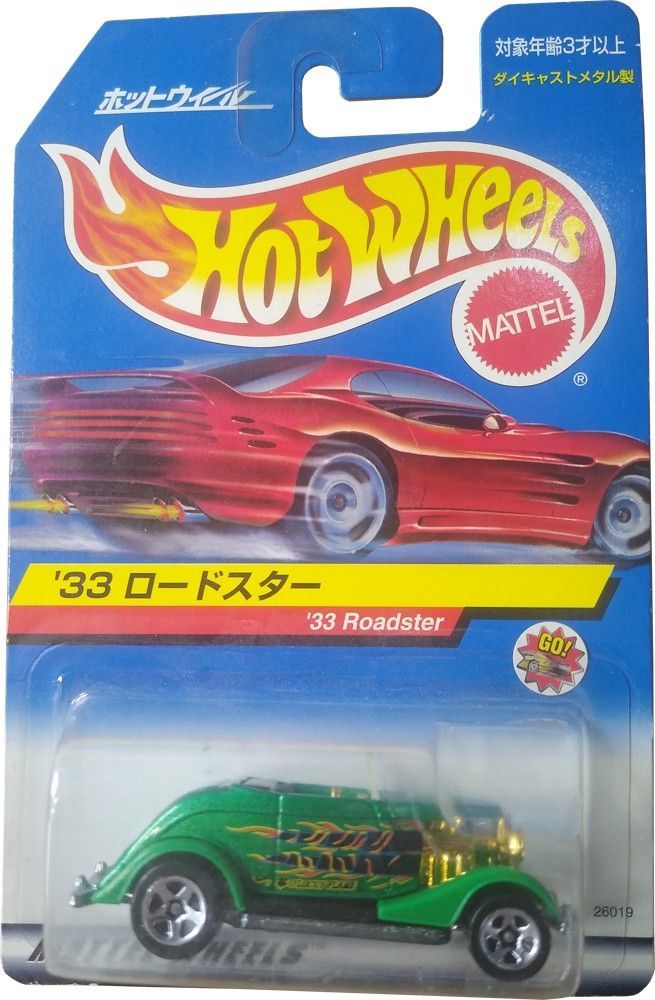 対象年齢3才以上
ダイキャストメタル製
ホットウィール
Hot Wheels
MATTEL
®
'33 ロードスター
'33 Roadster
GO!
26019
WHEELS™